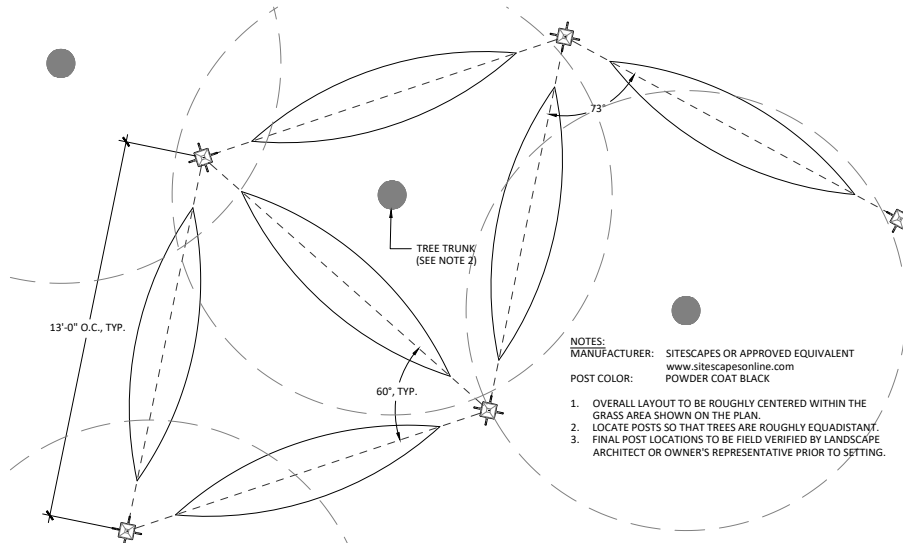 73°
TREE TRUNK
(SEE NOTE 2)
13'-0" O.C., TYP.
60°, TYP.
NOTES:
MANUFACTURER: SITESCAPES OR APPROVED EQUIVALENT
www.sitescapesonline.com
POST COLOR: POWDER COAT BLACK
1. OVERALL LAYOUT TO BE ROUGHLY CENTERED WITHIN THE
GRASS AREA SHOWN ON THE PLAN.
2. LOCATE POSTS SO THAT TREES ARE ROUGHLY EQUADISTANT.
3. FINAL POST LOCATIONS TO BE FIELD VERIFIED BY LANDSCAPE
ARCHITECT OR OWNER'S REPRESENTATIVE PRIOR TO SETTING.